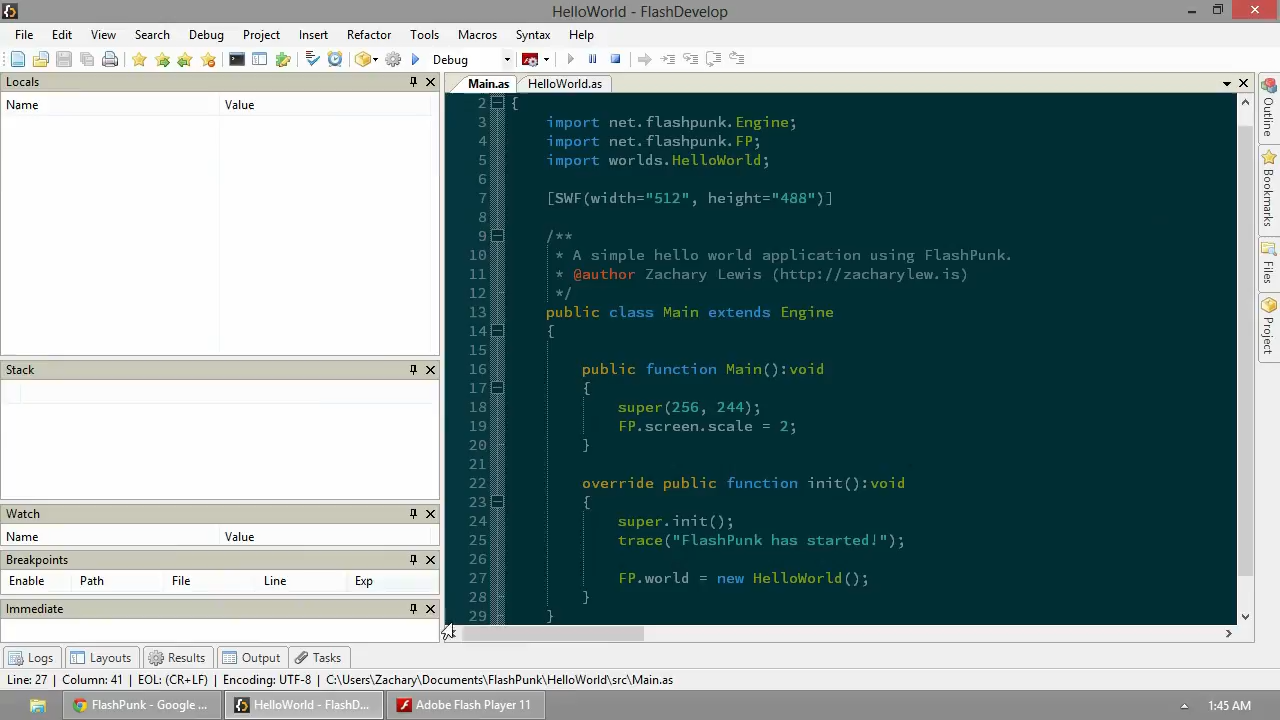 HelloWorld - FlashDevelop
File Edit View Search Debug Project Insert Refactor Tools Macros Syntax Help
Debug
Locals
Name Value
Stack
Watch
Name Value
Breakpoints
Enable Path File Line Exp
Immediate
Main.as HelloWorld.as
2 {
3 import net.flashpunk.Engine;
4 import net.flashpunk.FP;
5 import worlds.HelloWorld;
6
7 [SWF(width="512", height="488")]
8
9 /**
10 * A simple hello world application using FlashPunk.
11 * @author Zachary Lewis (http://zacharylew.is)
12 */
13 public class Main extends Engine
14 {
15
16 public function Main():void
17 {
18 super(256, 244);
19 FP.screen.scale = 2;
20 }
21
22 override public function init():void
23 {
24 super.init();
25 trace("FlashPunk has started!");
26
27 FP.world = new HelloWorld();
28 }
29 }
Outline
Bookmarks
Files
Project
Logs Layouts Results Output Tasks
Line: 27 Column: 41 EOL: (CR+LF) Encoding: UTF-8 C:\Users\Zachary\Documents\FlashPunk\HelloWorld\src\Main.as
FlashPunk - Google ... HelloWorld - FlashD... Adobe Flash Player 11 1:45 AM